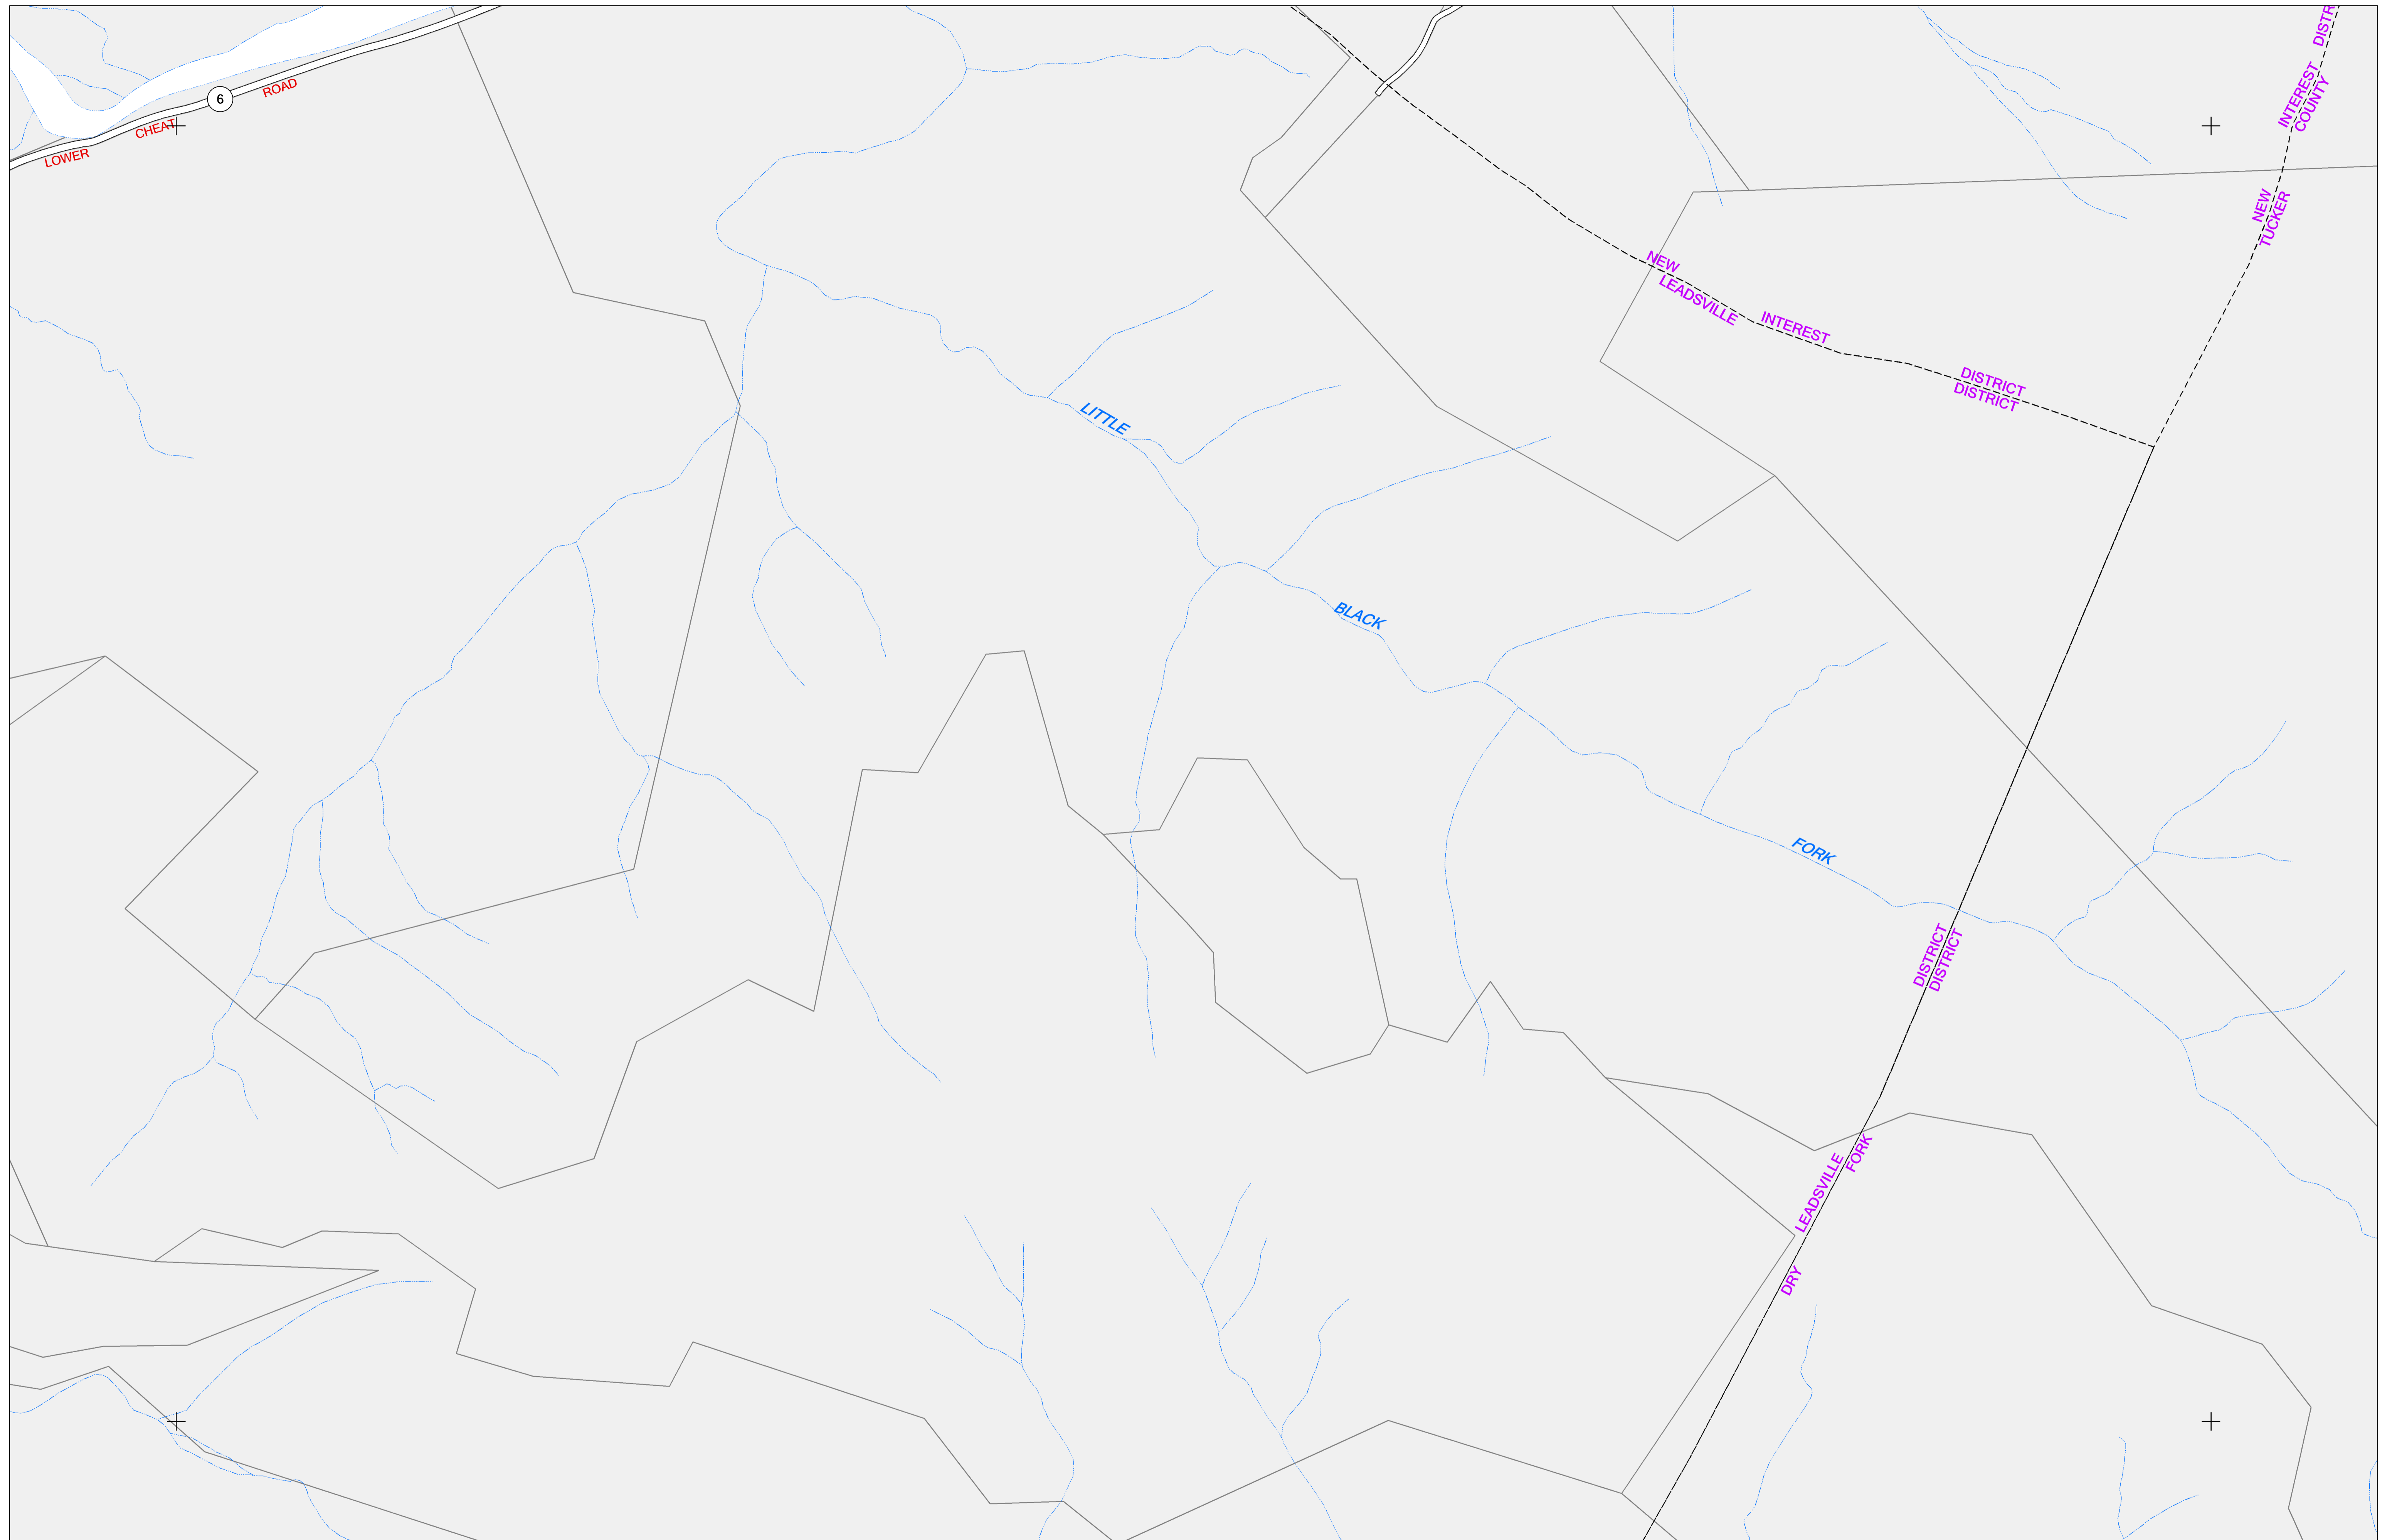 DISTR
INTEREST
COUNTY
NEW
TUCKER
6
LOWER CHEAT ROAD
NEW INTEREST DISTRICT
LEADSVILLE DISTRICT
LITTLE BLACK FORK
DISTRICT
DISTRICT
LEADSVILLE
DRY FORK